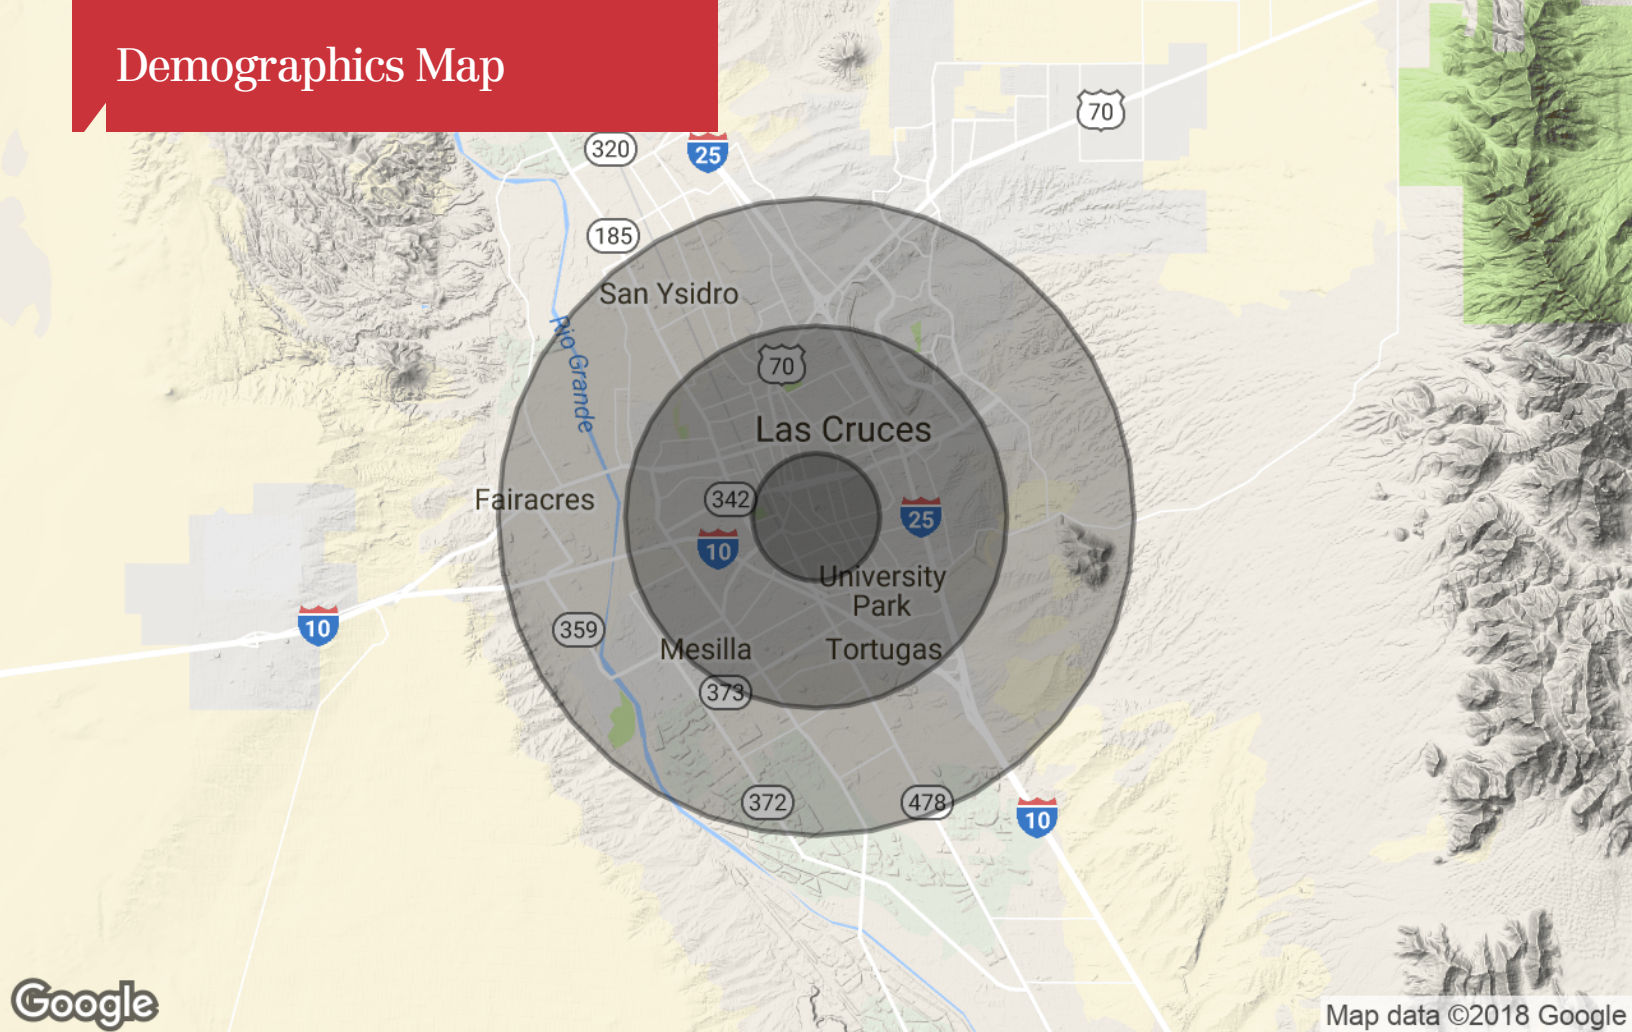 Demographics Map
70
320
25
185
San Ysidro
Rio Grande
70
Las Cruces
Fairacres
342
25
10
University
Park
10
359
Mesilla
Tortugas
373
372
478
10
Google
Map data ©2018 Google